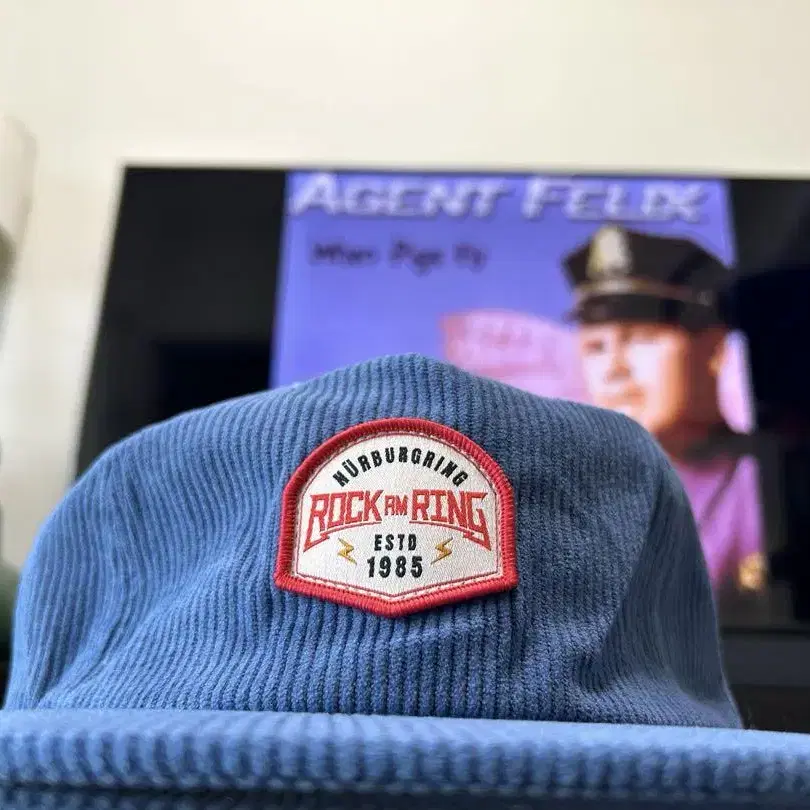 AGENT FELIX
NÜRBURGRING
ROCK AM RING
ESTD
1985